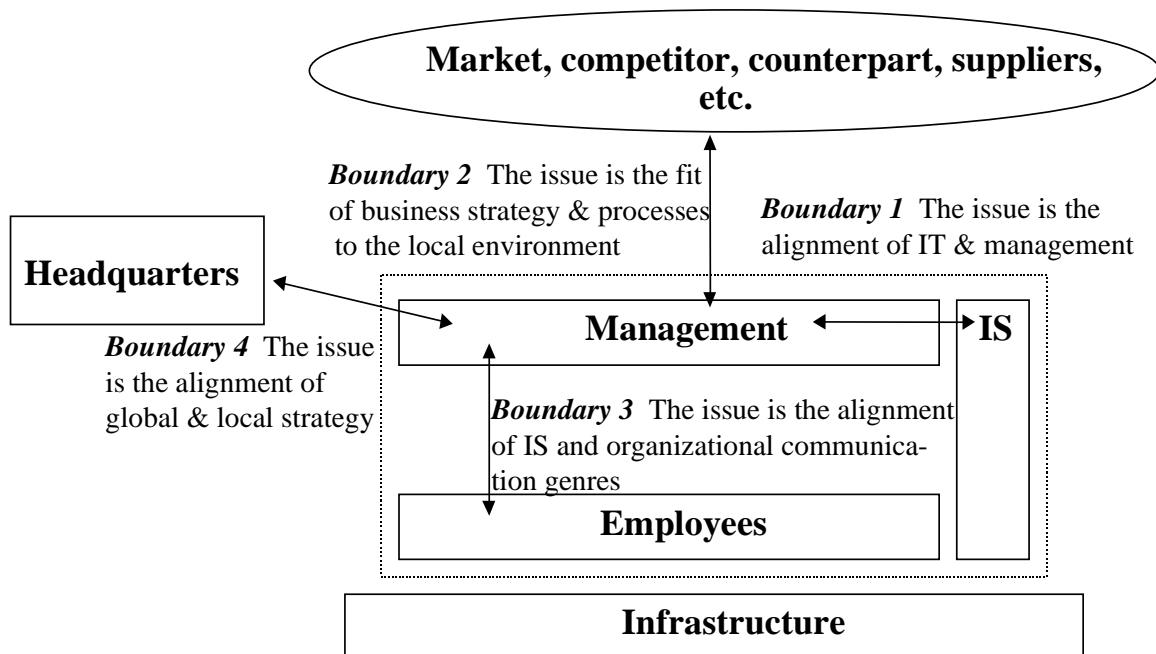 Market, competitor, counterpart, suppliers,
etc.
Boundary 2 The issue is the fit
of business strategy & processes
to the local environment
Boundary 1 The issue is the
alignment of IT & management
Headquarters
Management
IS
Boundary 4 The issue
is the alignment of
global & local strategy
Boundary 3 The issue is the alignment
of IS and organizational communica-
tion genres
Employees
Infrastructure